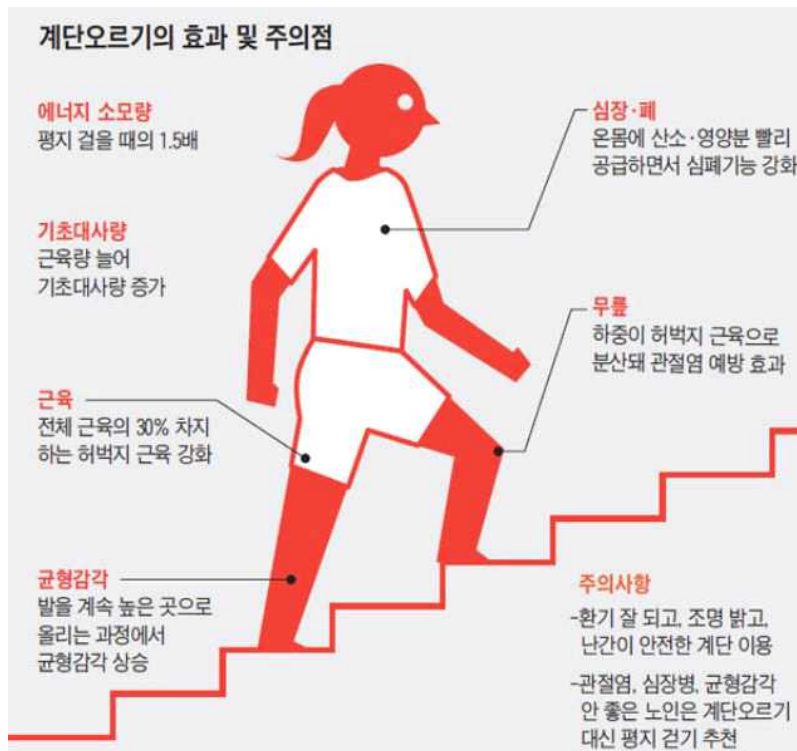 계단오르기의 효과 및 주의점
에너지 소모량
평지 걸을 때의 1.5배
기초대사량
근육량 늘어
기초대사량 증가
근육
전체 근육의 30% 차지
하는 허벅지 근육 강화
균형감각
발을 계속 높은 곳으로
올리는 과정에서
균형감각 상승
심장·폐
온몸에 산소·영양분 빨리
공급하면서 심폐기능 강화
무릎
하중이 허벅지 근육으로
분산돼 관절염 예방 효과
주의사항
-환기 잘 되고, 조명 밝고,
난간이 안전한 계단 이용
-관절염, 심장병, 균형감각
안 좋은 노인은 계단오르기
대신 평지 걷기 추천